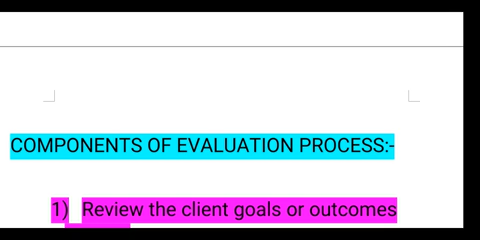 COMPONENTS OF EVALUATION PROCESS:-
1) Review the client goals or outcomes